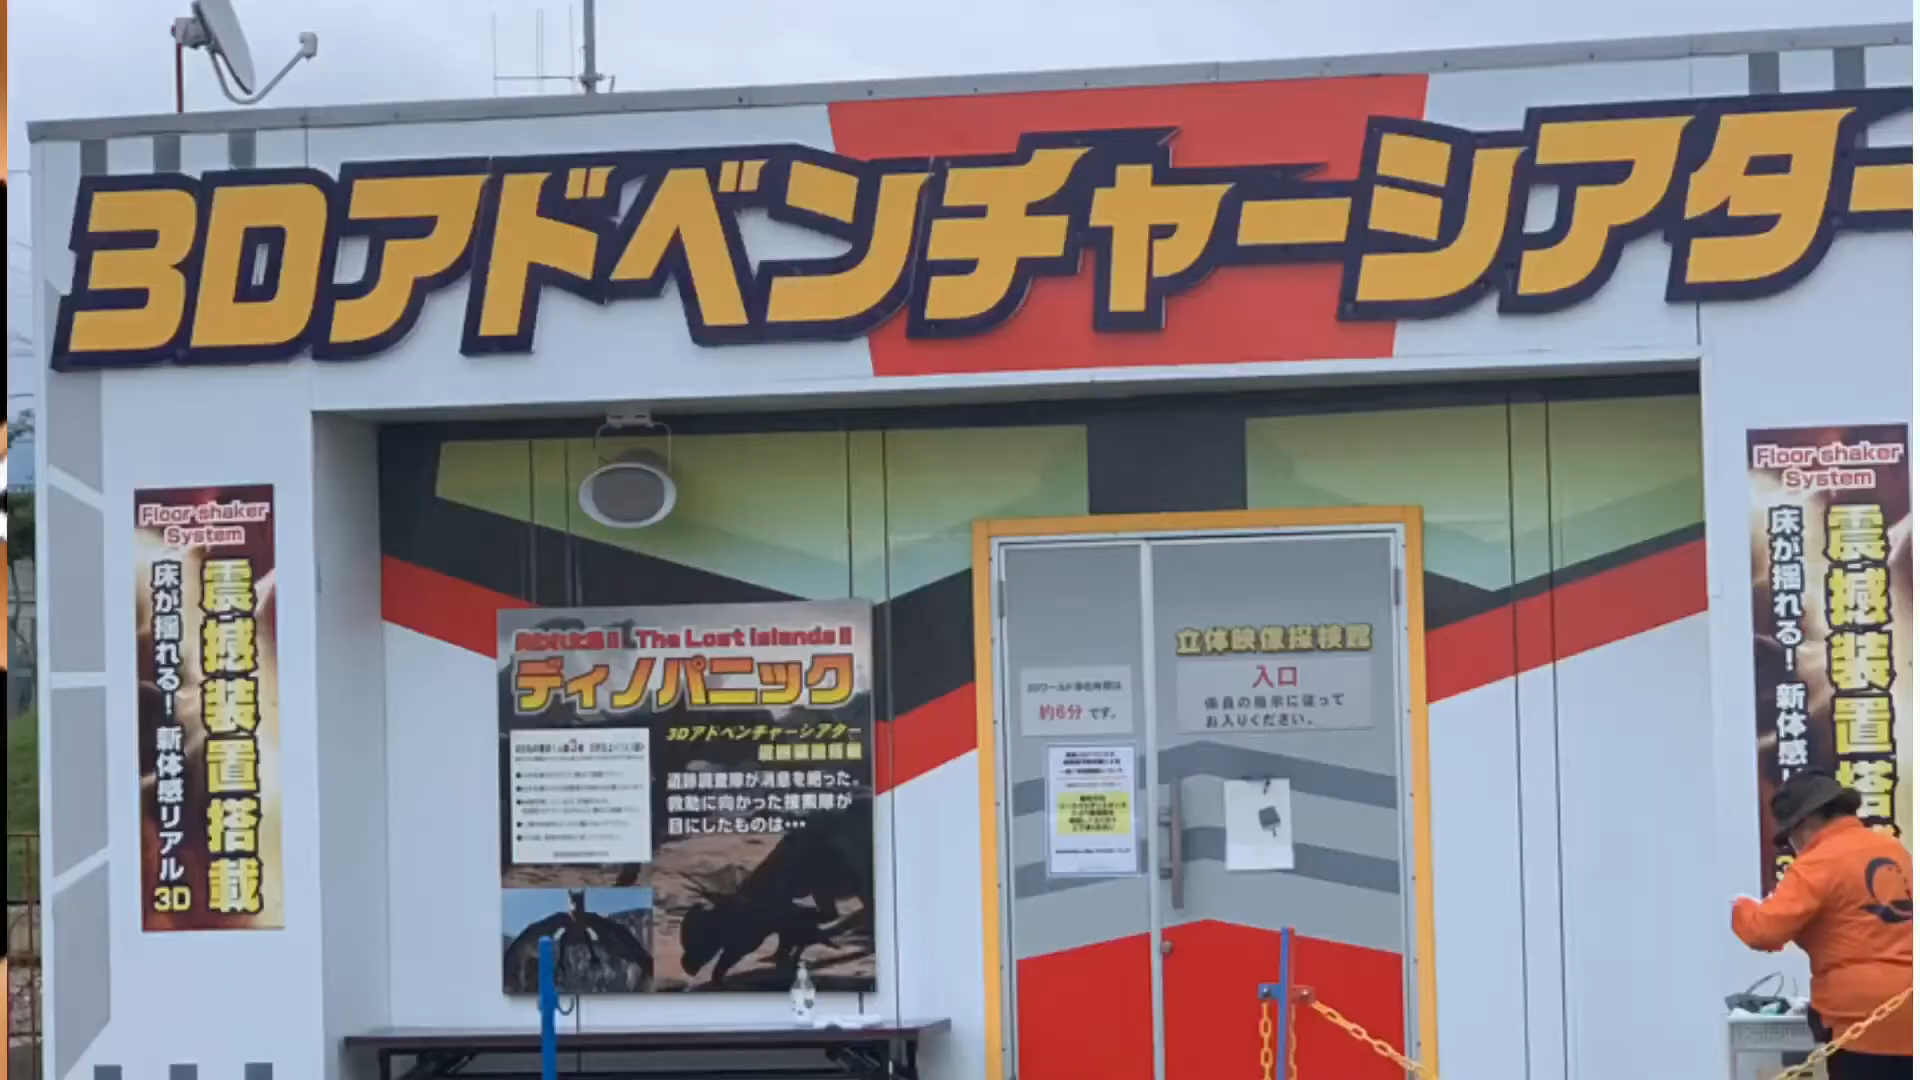 3Dアドベンチャーシアター
Floor shaker
System
震撼装置搭載
床が揺れる!新体感リアル3D
The Lost Islands II
ディノパニック
3Dアドベンチャーシアター
遺跡調査隊が消息を絶った。
救助に向かった捜索隊が
目にしたものは…
約6分です。
立体映像探検館
入口
係員の指示に従って
お入りください。
Floor shaker
System
震撼装置搭
床が揺れる!新体感リ